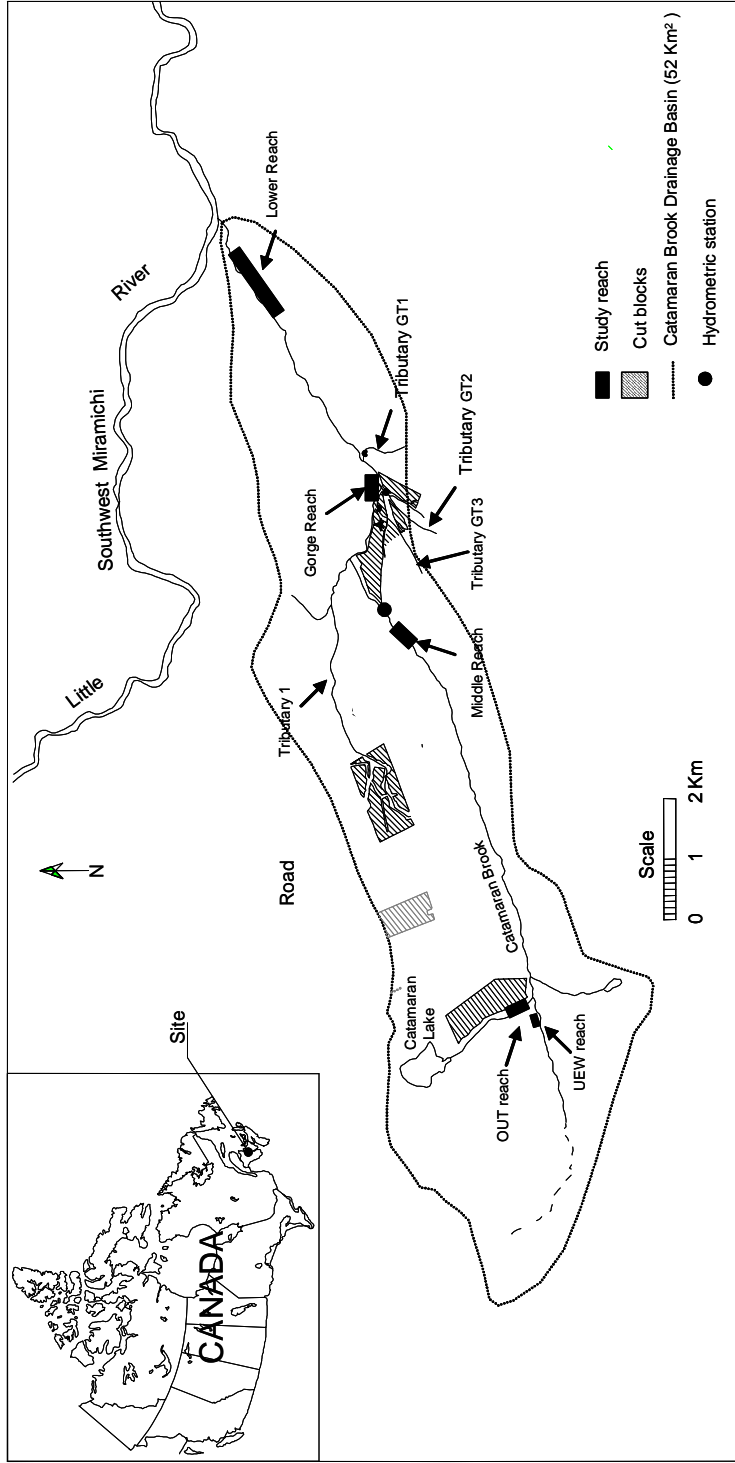 CANADA
Site
Little
Southwest Miramichi
River
N
Road
Lower Reach
Tributary GT1
Gorge Reach
Tributary GT2
Tributary GT3
Tributary 1
Middle Reach
Catamaran Brook
Catamaran
Lake
OUT reach
UEW reach
Scale
0
1
2 Km
Study reach
Cut blocks
Catamaran Brook Drainage Basin (52 Km²)
Hydrometric station